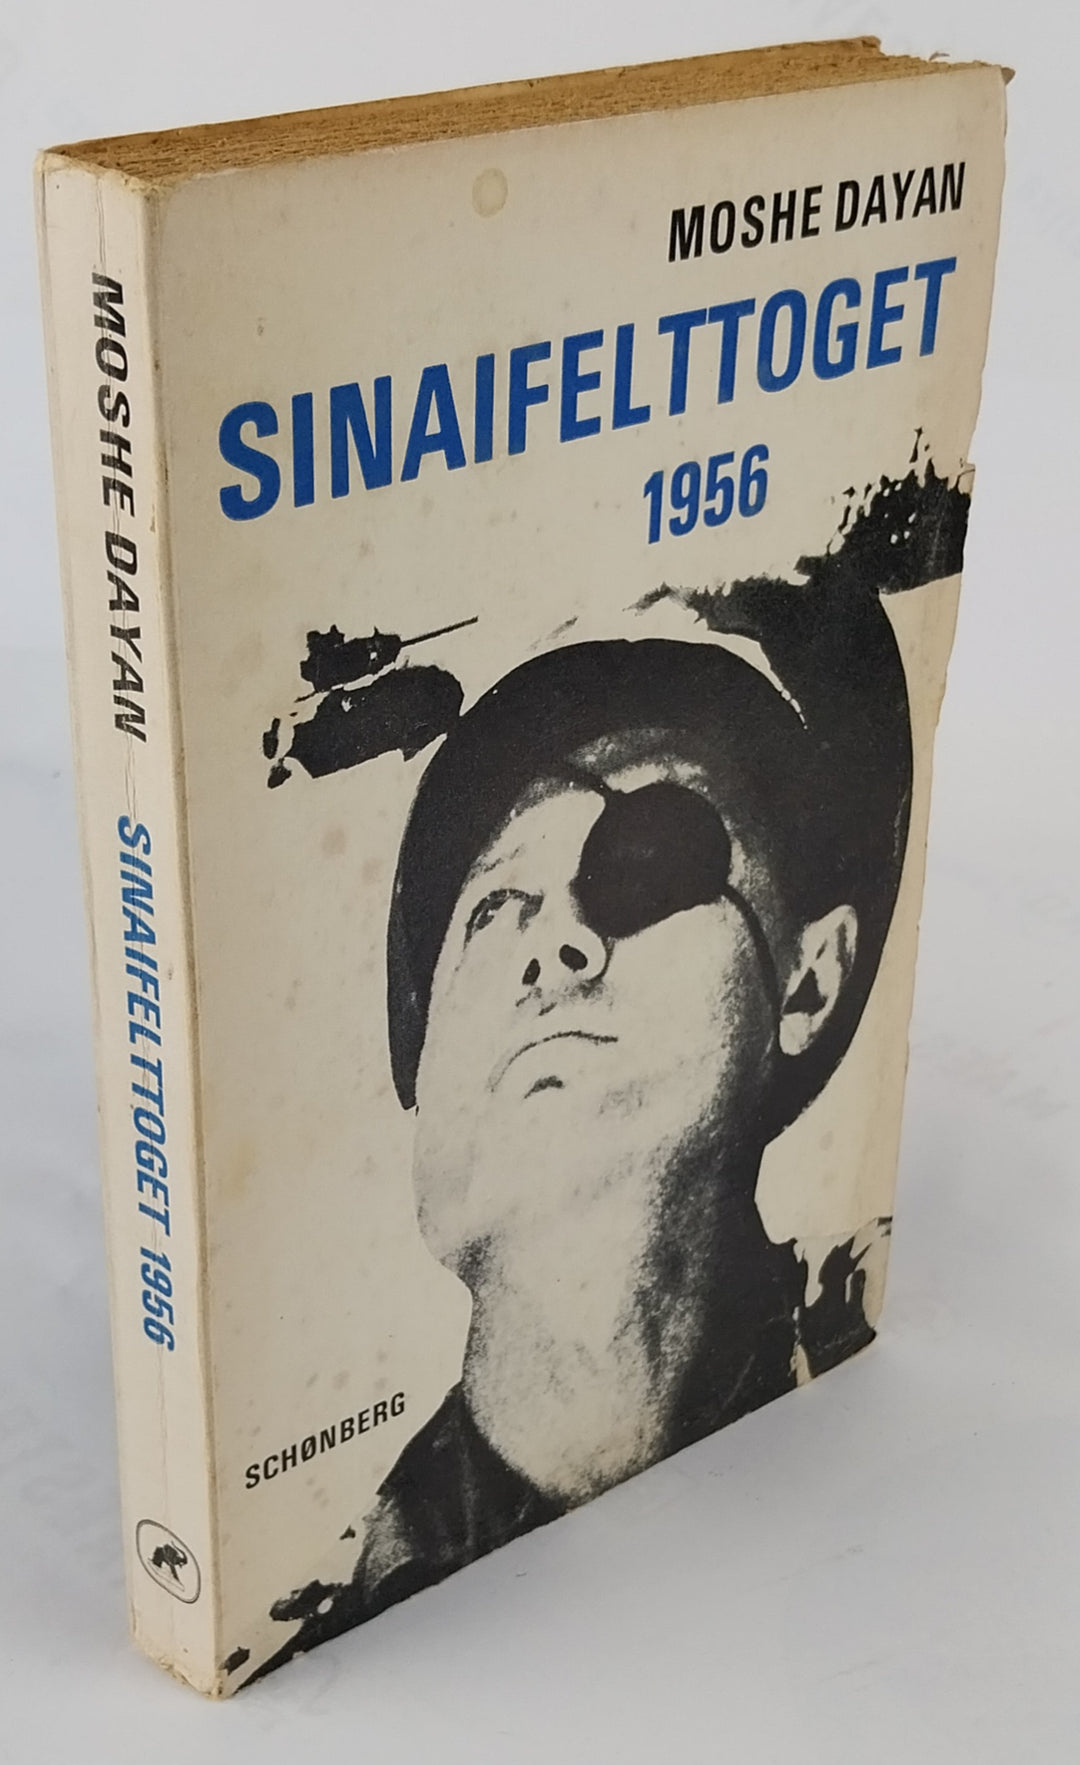 MOSHE DAYAN
SINAIFELTTOGET
1956
SCHØNBERG
MOSHE DAYAN SINAIFELTTOGET 1956